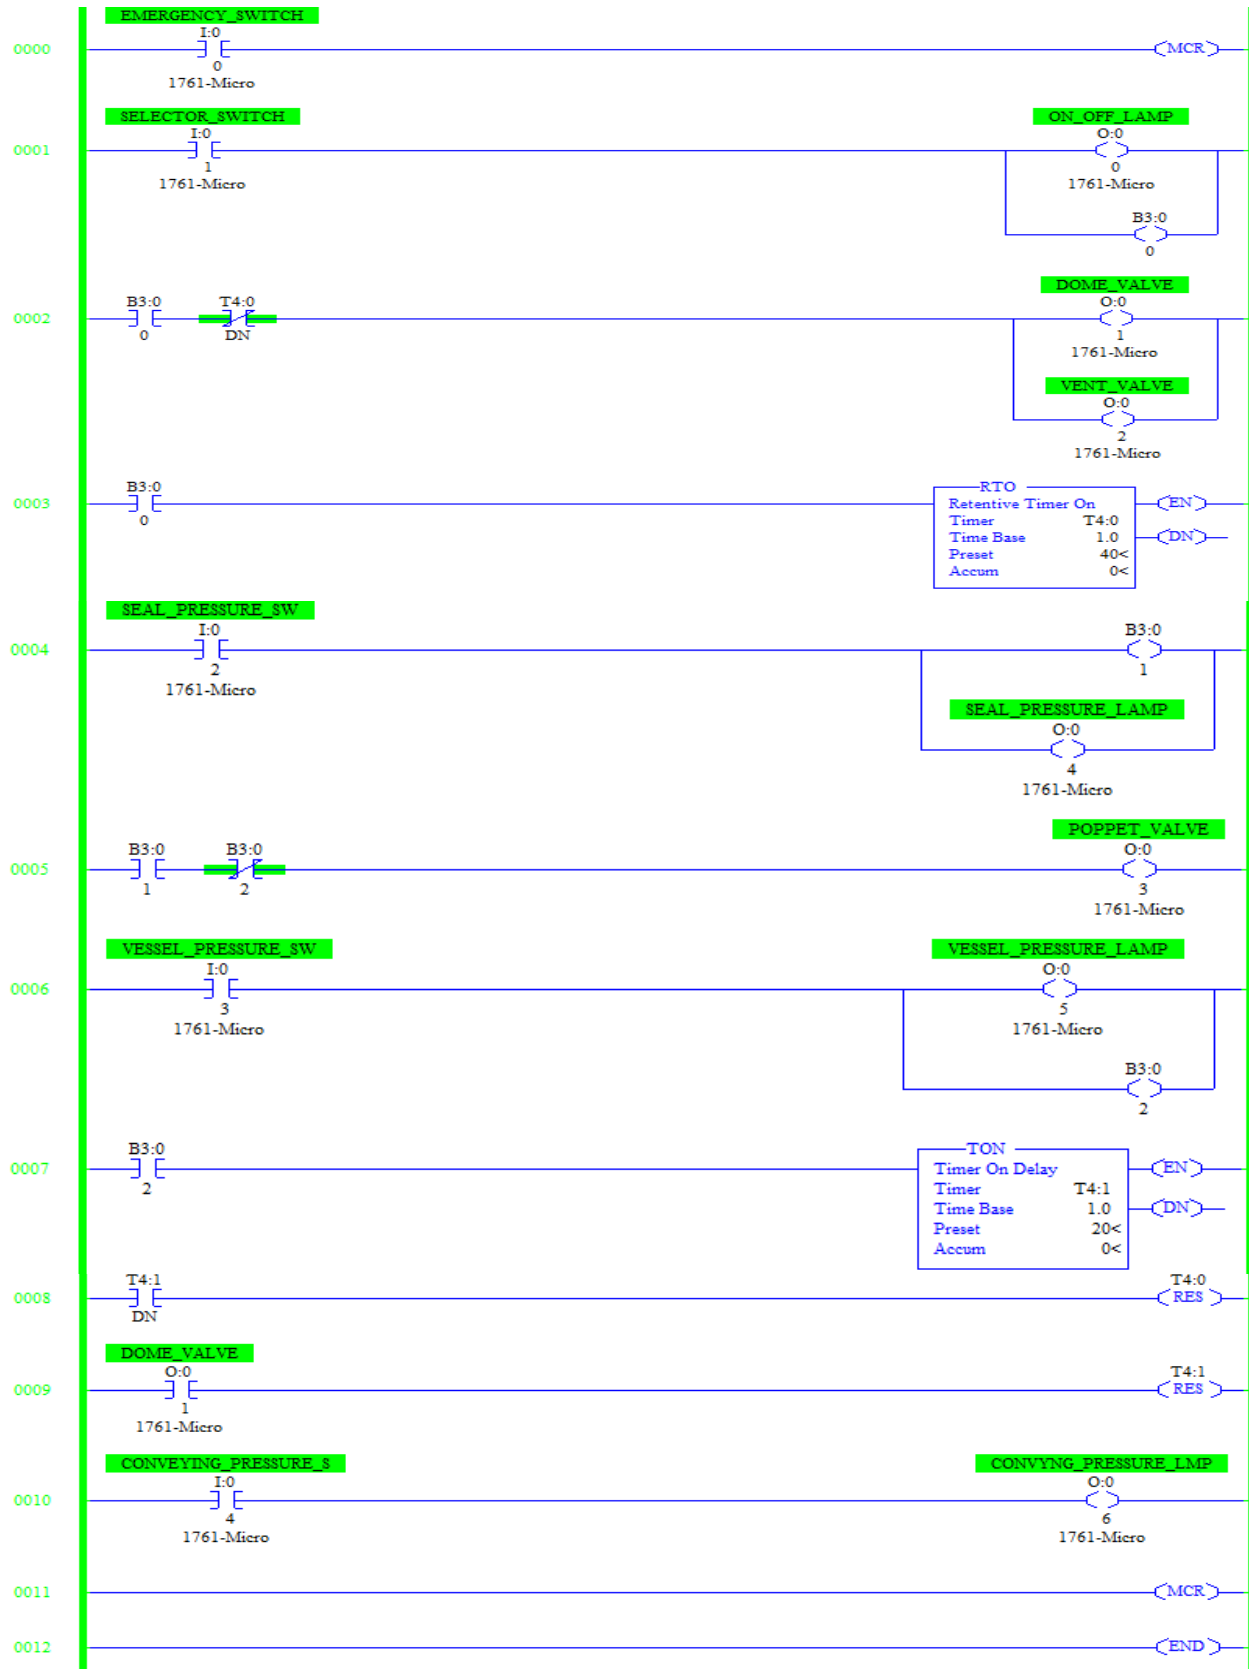 EMERGENCY_SWITCH
I:0
0000
MCR
0
1761-Micro
SELECTOR_SWITCH
ON_OFF_LAMP
I:0
O:0
0001
1
0
1761-Micro
1761-Micro
B3:0
0
DOME_VALVE
B3:0
T4:0
O:0
0002
0
DN
1
1761-Micro
VENT_VALVE
O:0
2
1761-Micro
B3:0
RTO
0003
Retentive Timer On
EN
0
Timer T4:0
Time Base 1.0
DN
Preset 40<
Accum 0<
SEAL_PRESSURE_SW
I:0
B3:0
0004
2
1
1761-Micro
SEAL_PRESSURE_LAMP
O:0
4
1761-Micro
POPPET_VALVE
B3:0
B3:0
O:0
0005
1
2
3
1761-Micro
VESSEL_PRESSURE_SW
VESSEL_PRESSURE_LAMP
I:0
O:0
0006
3
5
1761-Micro
1761-Micro
B3:0
2
B3:0
TON
0007
Timer On Delay
EN
2
Timer T4:1
Time Base 1.0
DN
Preset 20<
Accum 0<
T4:1
T4:0
0008
RES
DN
DOME_VALVE
O:0
T4:1
0009
RES
1
1761-Micro
CONVEYING_PRESSURE_S
CONVYNG_PRESSURE_LMP
I:0
O:0
0010
4
6
1761-Micro
1761-Micro
0011
MCR
0012
END